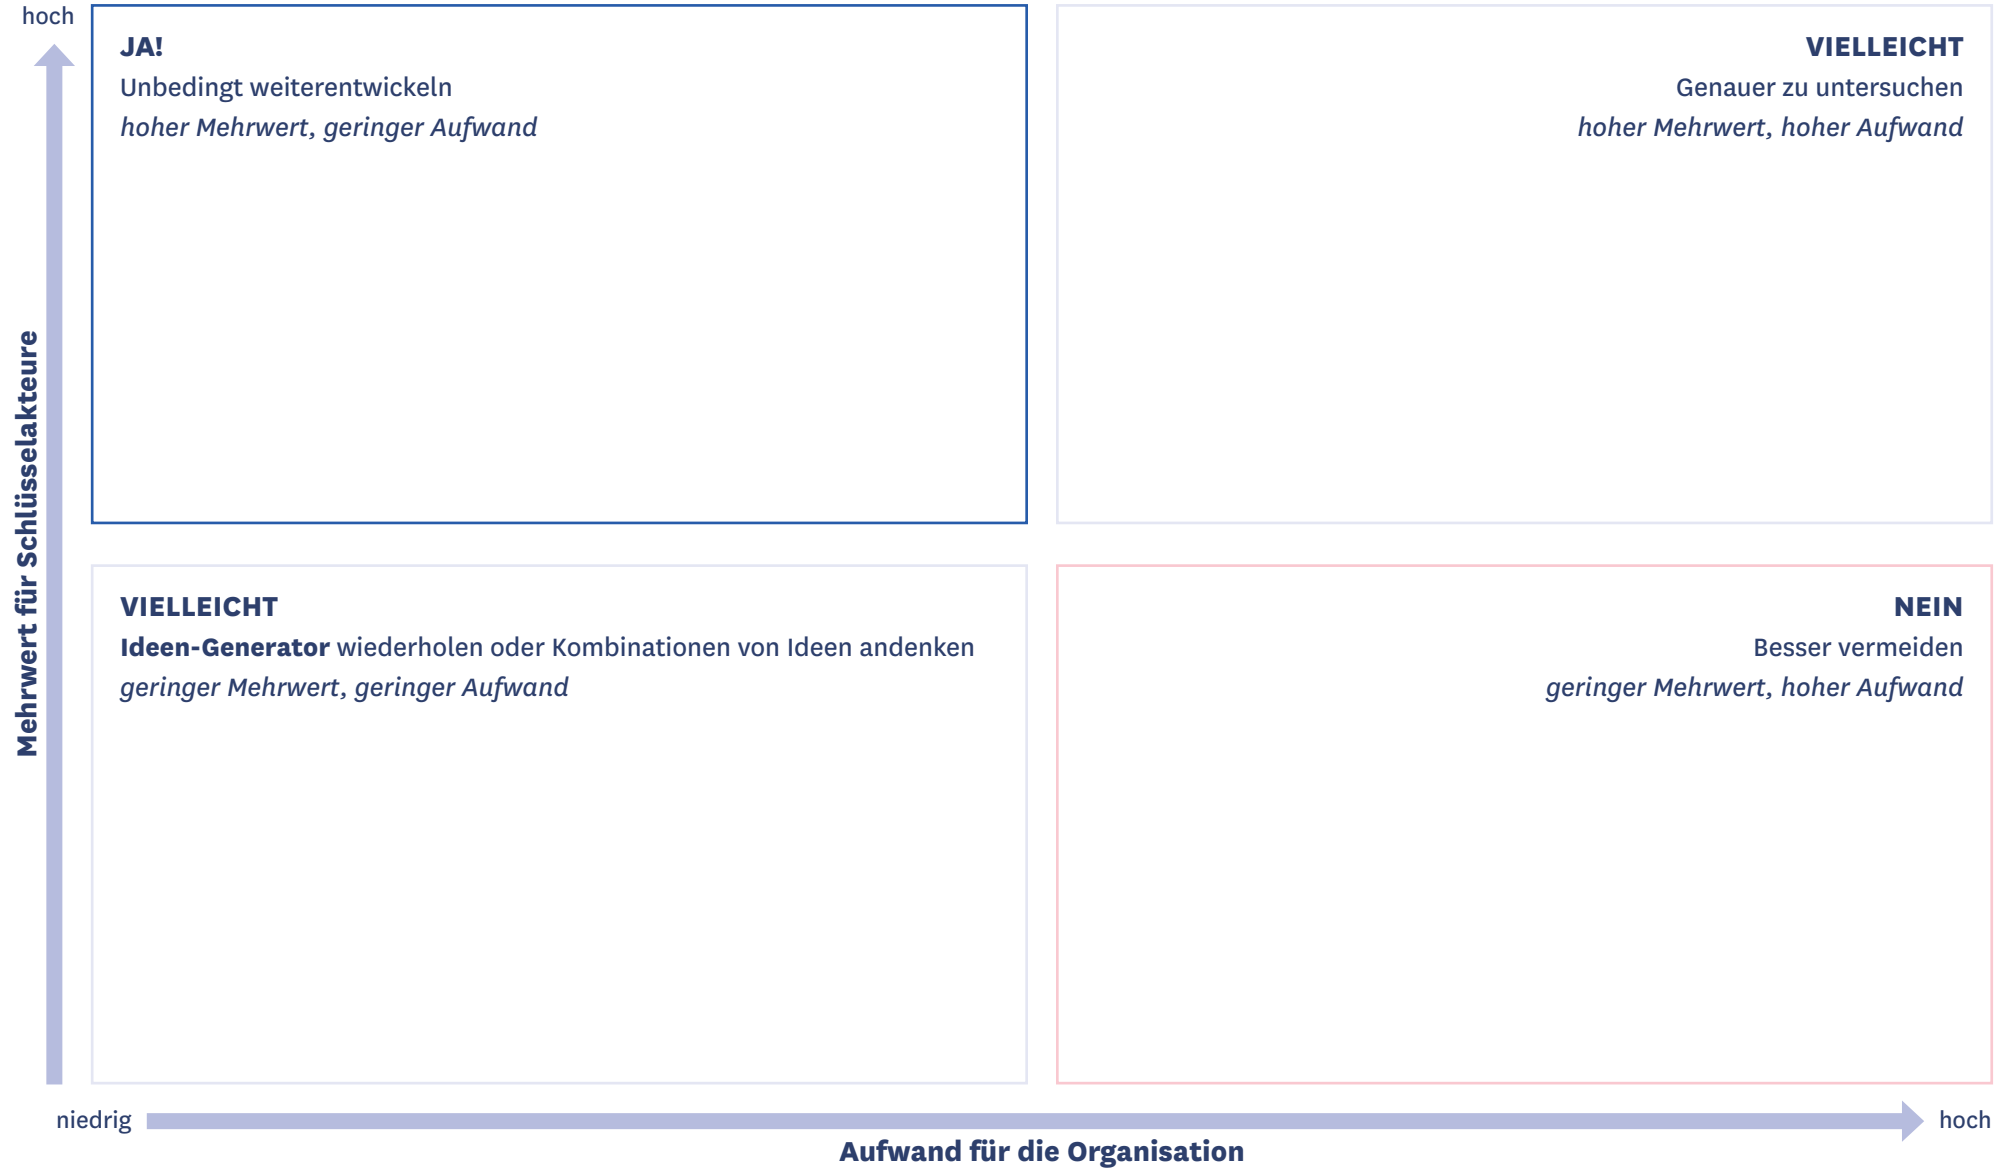 hoch
JA!
Unbedingt weiterentwickeln
hoher Mehrwert, geringer Aufwand
VIELLEICHT
Genauer zu untersuchen
hoher Mehrwert, hoher Aufwand
Mehrwert für Schlüsselakteure
VIELLEICHT
Ideen-Generator wiederholen oder Kombinationen von Ideen andenken
geringer Mehrwert, geringer Aufwand
NEIN
Besser vermeiden
geringer Mehrwert, hoher Aufwand
niedrig
hoch
Aufwand für die Organisation